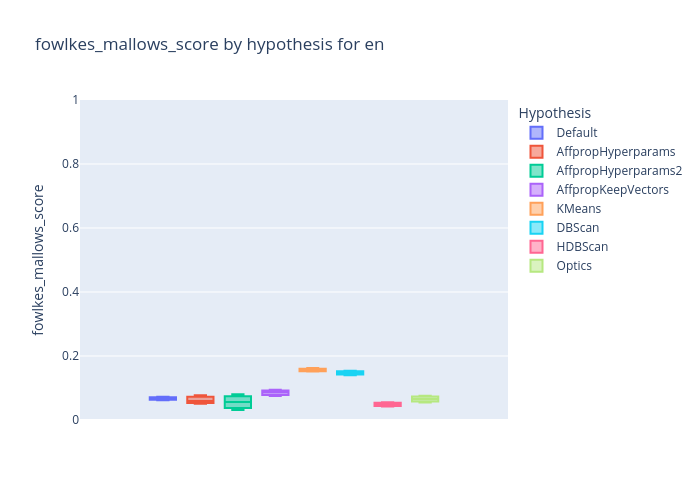 fowlkes_mallows_score by hypothesis for en
fowlkes_mallows_score
1
0.8
0.6
0.4
0.2
0
Hypothesis
Default
AffpropHyperparams
AffpropHyperparams2
AffpropKeepVectors
KMeans
DBScan
HDBScan
Optics